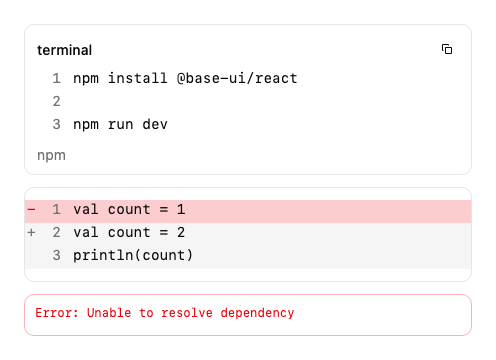 terminal
1 npm install @base-ui/react
2
3 npm run dev
npm
- 1 val count = 1
+ 2 val count = 2
3 println(count)
Error: Unable to resolve dependency